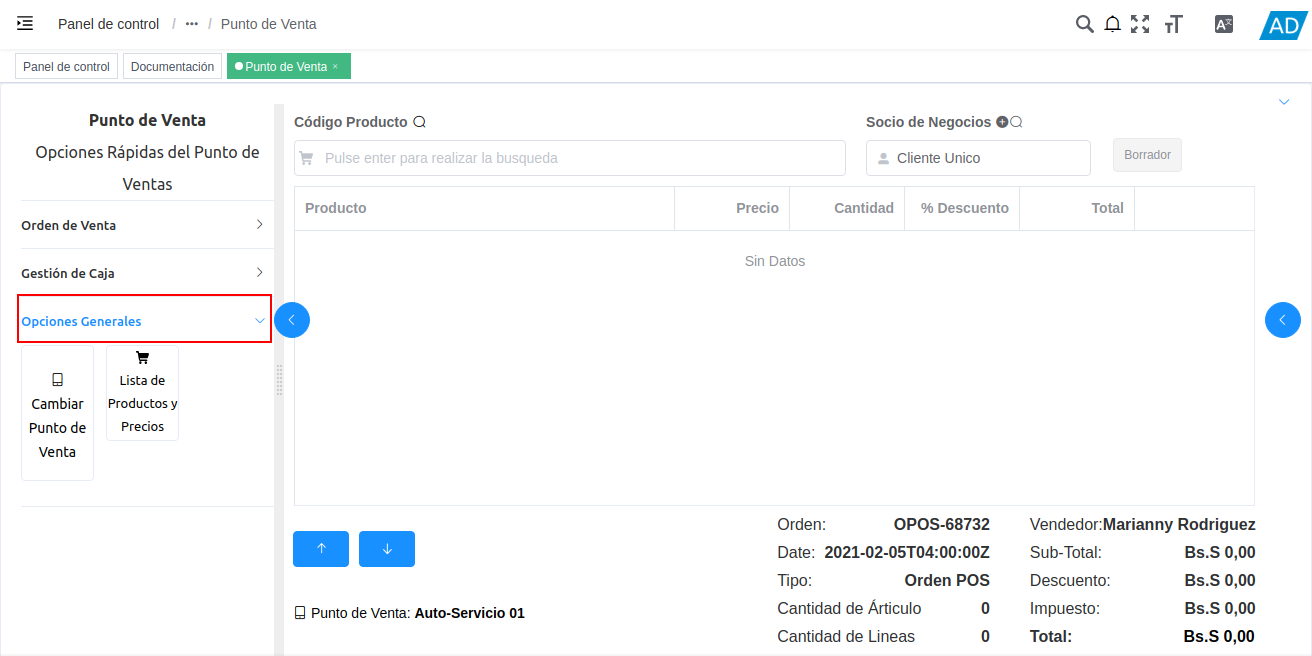 Panel de control / ••• / Punto de Venta
AD
Panel de control
Documentación
Punto de Venta ×
Punto de Venta
Opciones Rápidas del Punto de
Ventas
Orden de Venta
Gestión de Caja
Opciones Generales
Cambiar
Punto de
Venta
Lista de
Productos y
Precios
Código Producto
Pulse enter para realizar la busqueda
Socio de Negocios
Cliente Unico
Borrador
Producto Precio Cantidad % Descuento Total
Sin Datos
Punto de Venta: Auto-Servicio 01
Orden: OPOS-68732
Date: 2021-02-05T04:00:00Z
Tipo: Orden POS
Cantidad de Árticulo 0
Cantidad de Lineas 0
Vendedor:Marianny Rodriguez
Sub-Total: Bs.S 0,00
Descuento: Bs.S 0,00
Impuesto: Bs.S 0,00
Total: Bs.S 0,00